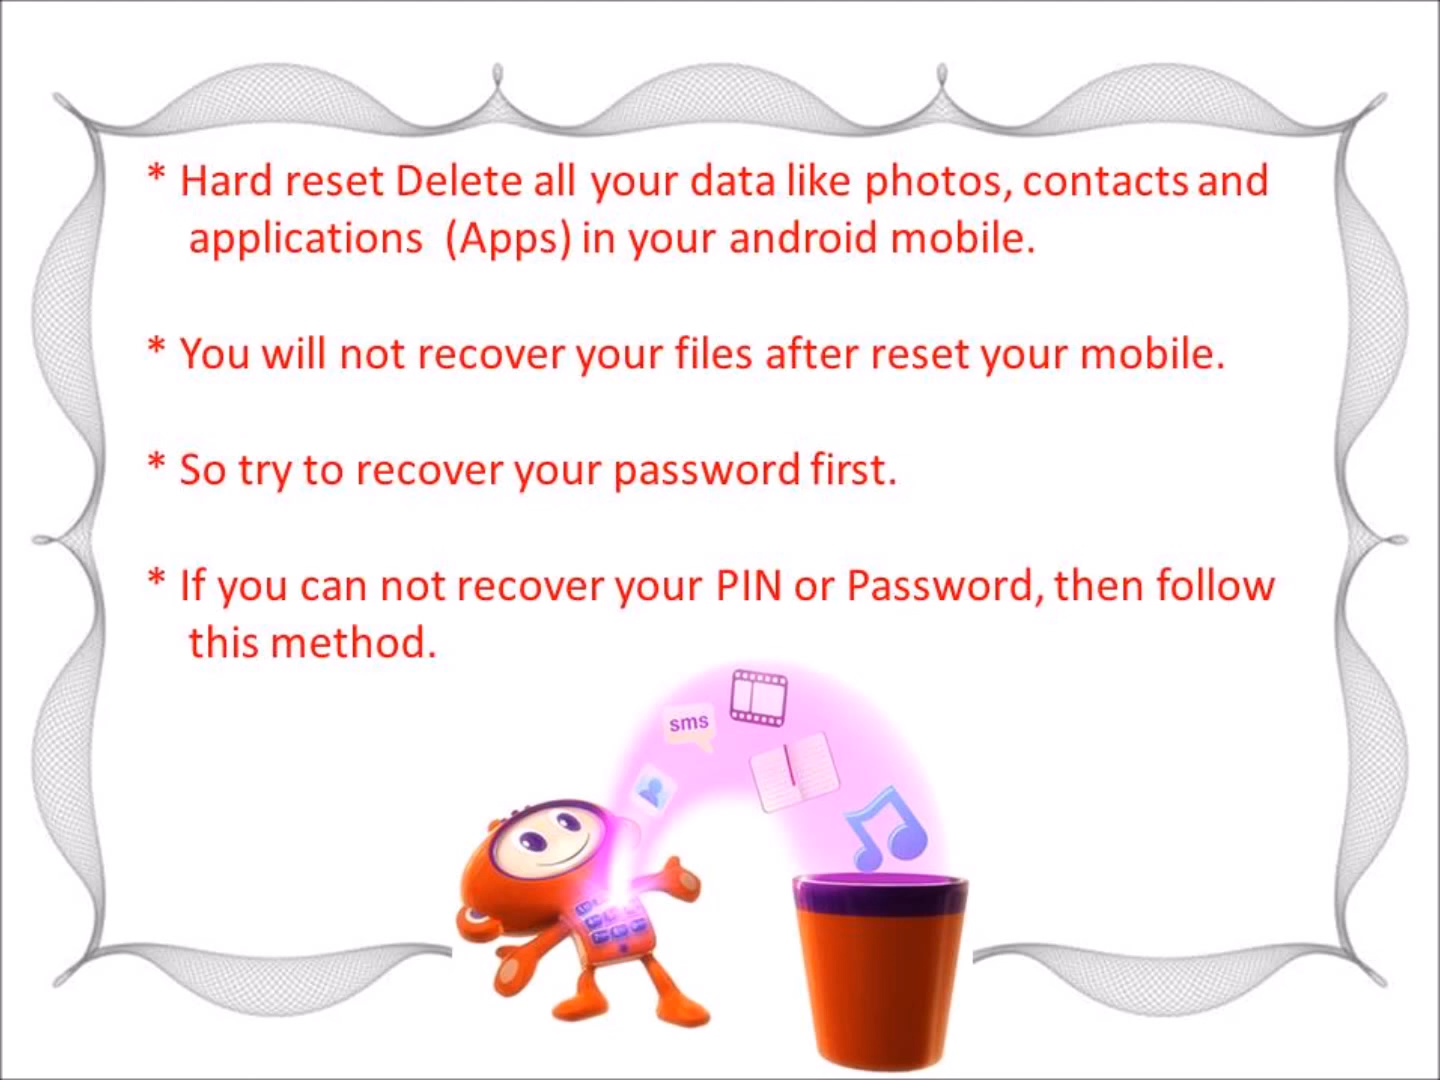 * Hard reset Delete all your data like photos, contacts and
applications (Apps) in your android mobile.
* You will not recover your files after reset your mobile.
* So try to recover your password first.
* If you can not recover your PIN or Password, then follow
this method.
sms